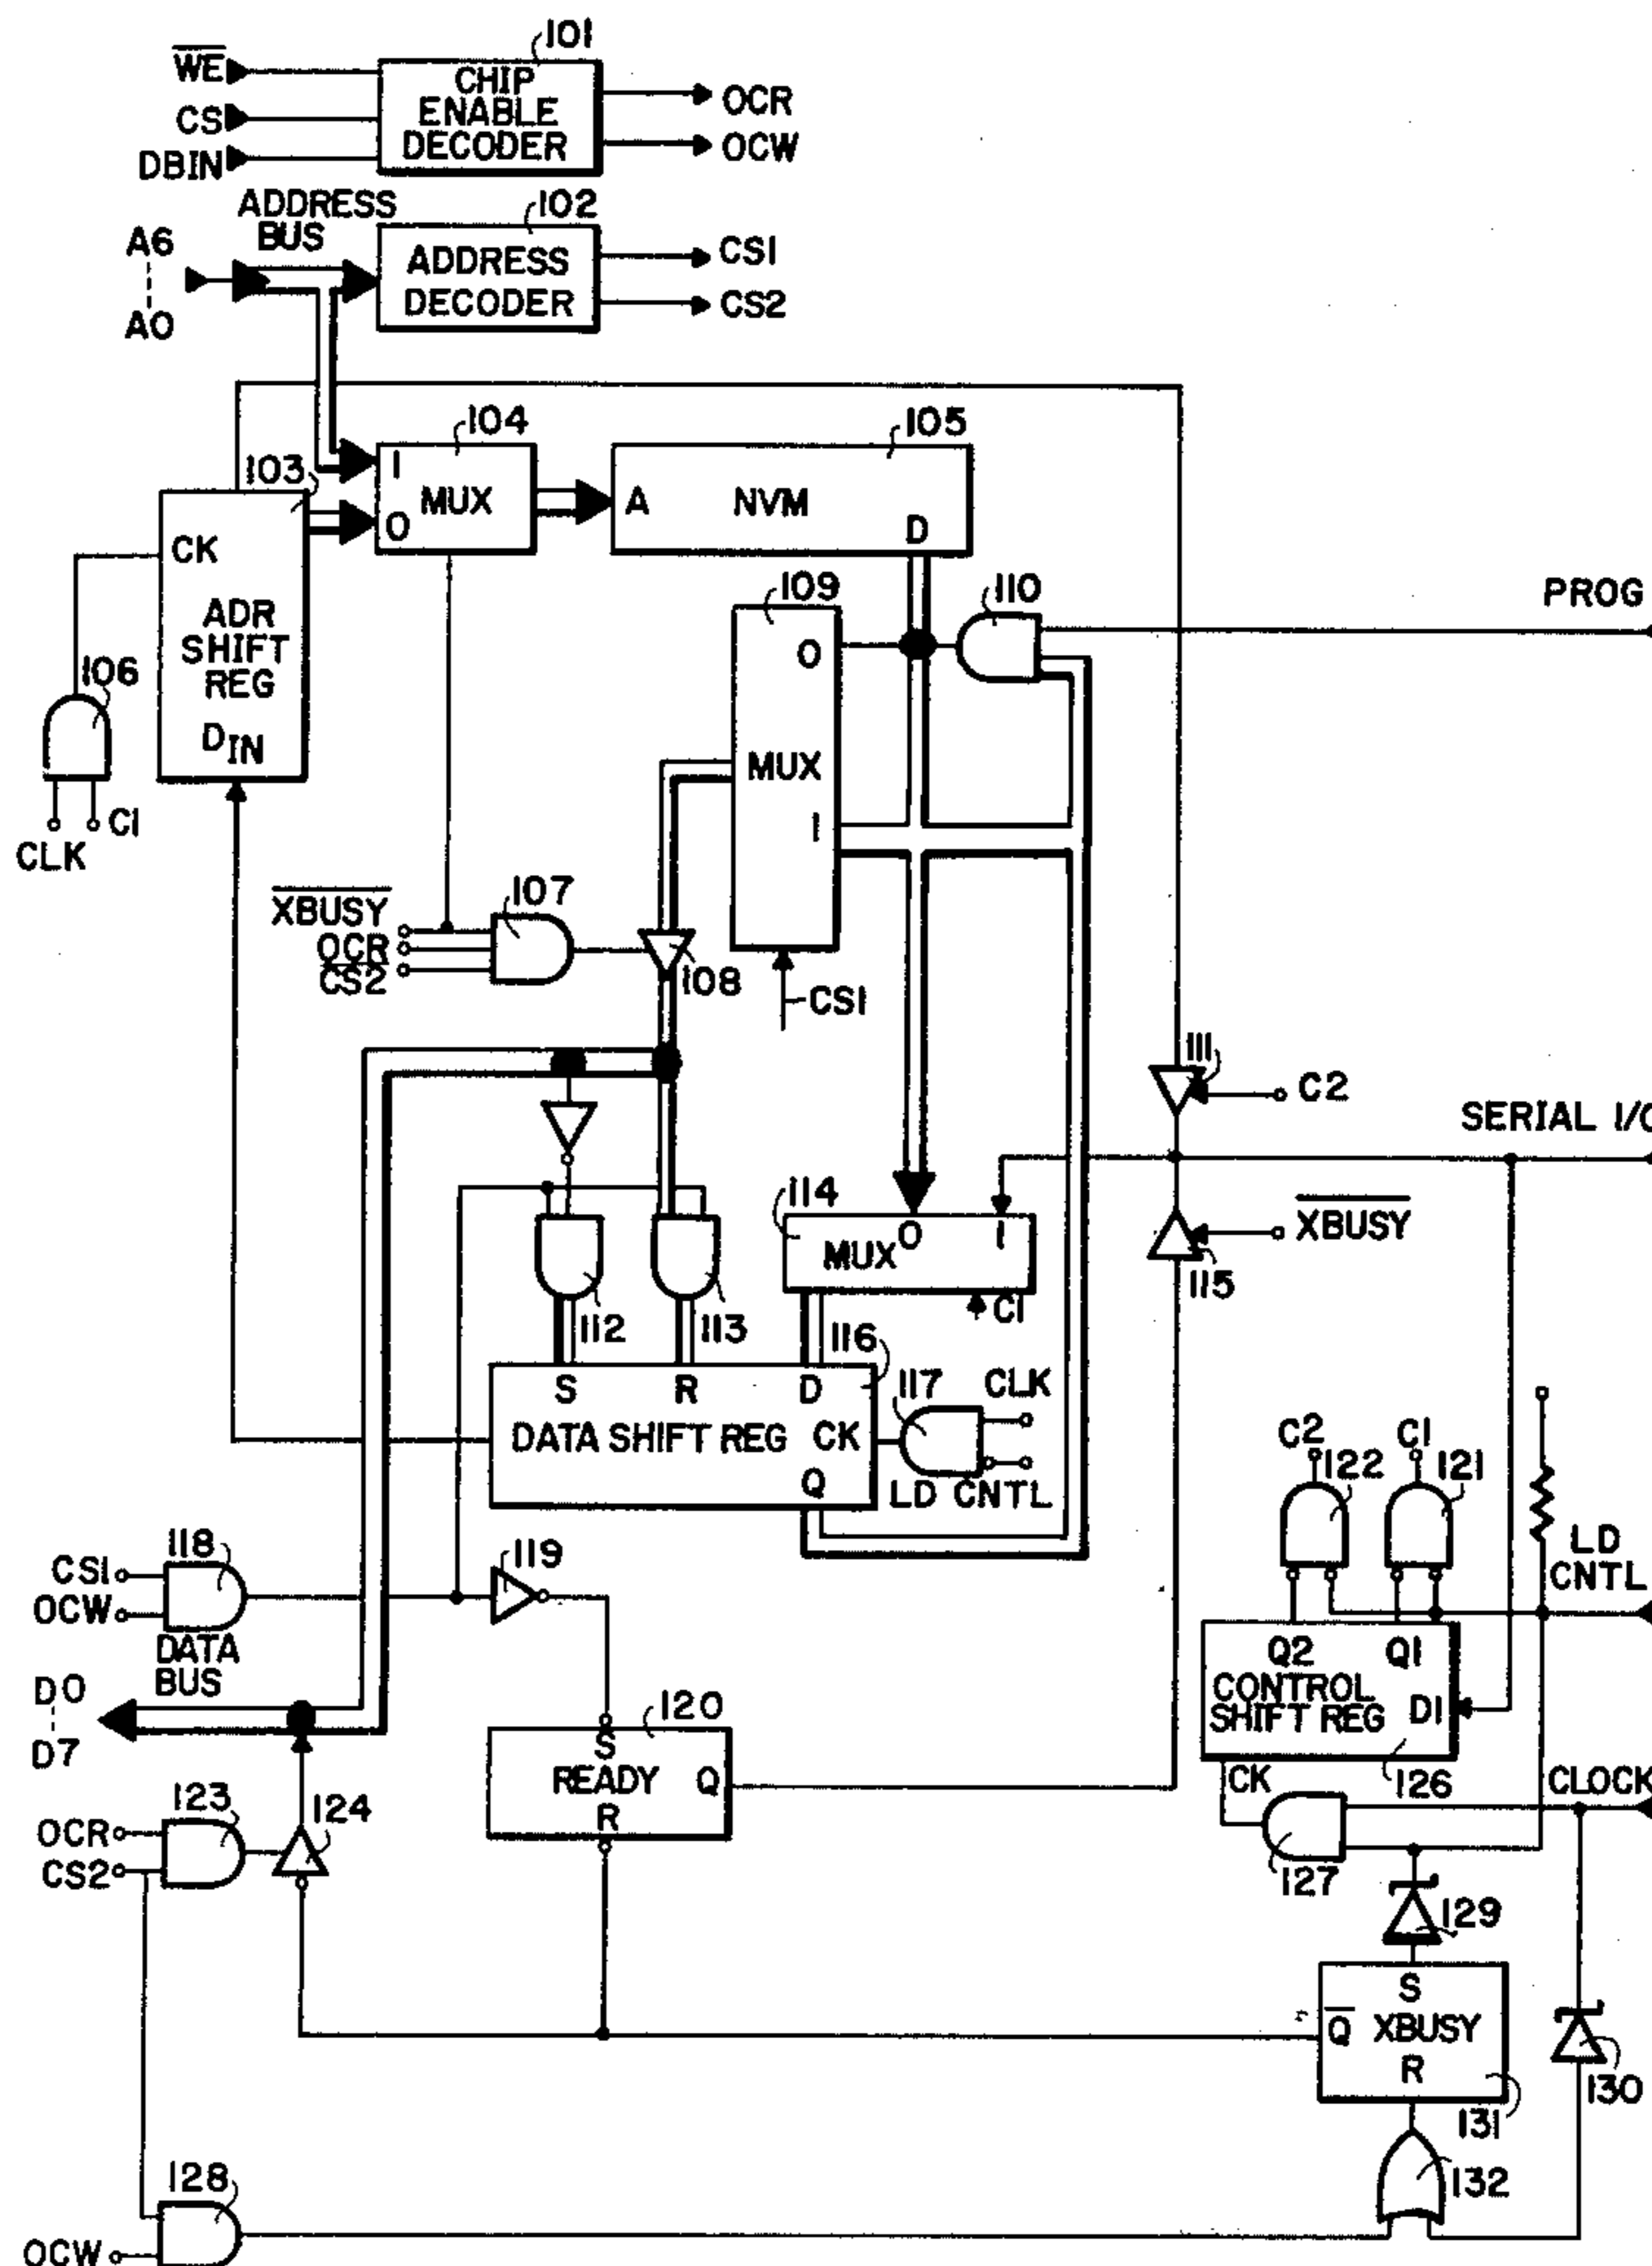 101
WE
CS
DBIN
CHIP
ENABLE
DECODER
OCR
OCW
ADDRESS
BUS
102
A6
A0
ADDRESS
DECODER
CS1
CS2
103
104
105
I
O
MUX
A
NVM
D
CK
ADR
SHIFT
REG
DIN
106
CLK
C1
109
110
PROG
O
MUX
I
XBUSY
OCR
CS2
107
108
CS1
111
C2
SERIAL I/O
114
O
I
MUX
C1
XBUSY
115
112
113
116
S
R
D
DATA SHIFT REG
CK
Q
117
CLK
LD CNTL
C2
122
C1
121
LD
CNTL
CS1
OCW
118
119
DATA
BUS
D0
D7
120
S
READY
Q
R
Q2
Q1
CONTROL
SHIFT REG
D1
CK
126
CLOCK
127
OCR
CS2
123
124
129
S
Q
XBUSY
R
130
131
132
128
OCW